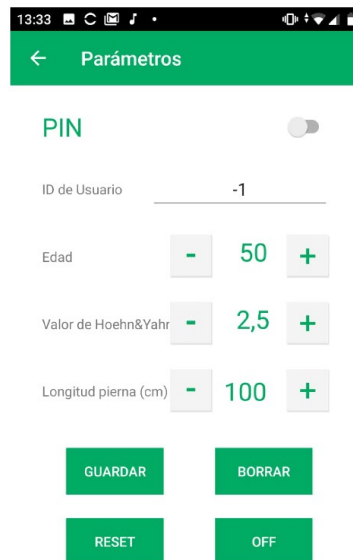 13:33
← Parámetros
PIN
ID de Usuario -1
Edad - 50 +
Valor de Hoehn&Yahr - 2,5 +
Longitud pierna (cm) - 100 +
GUARDAR BORRAR
RESET OFF